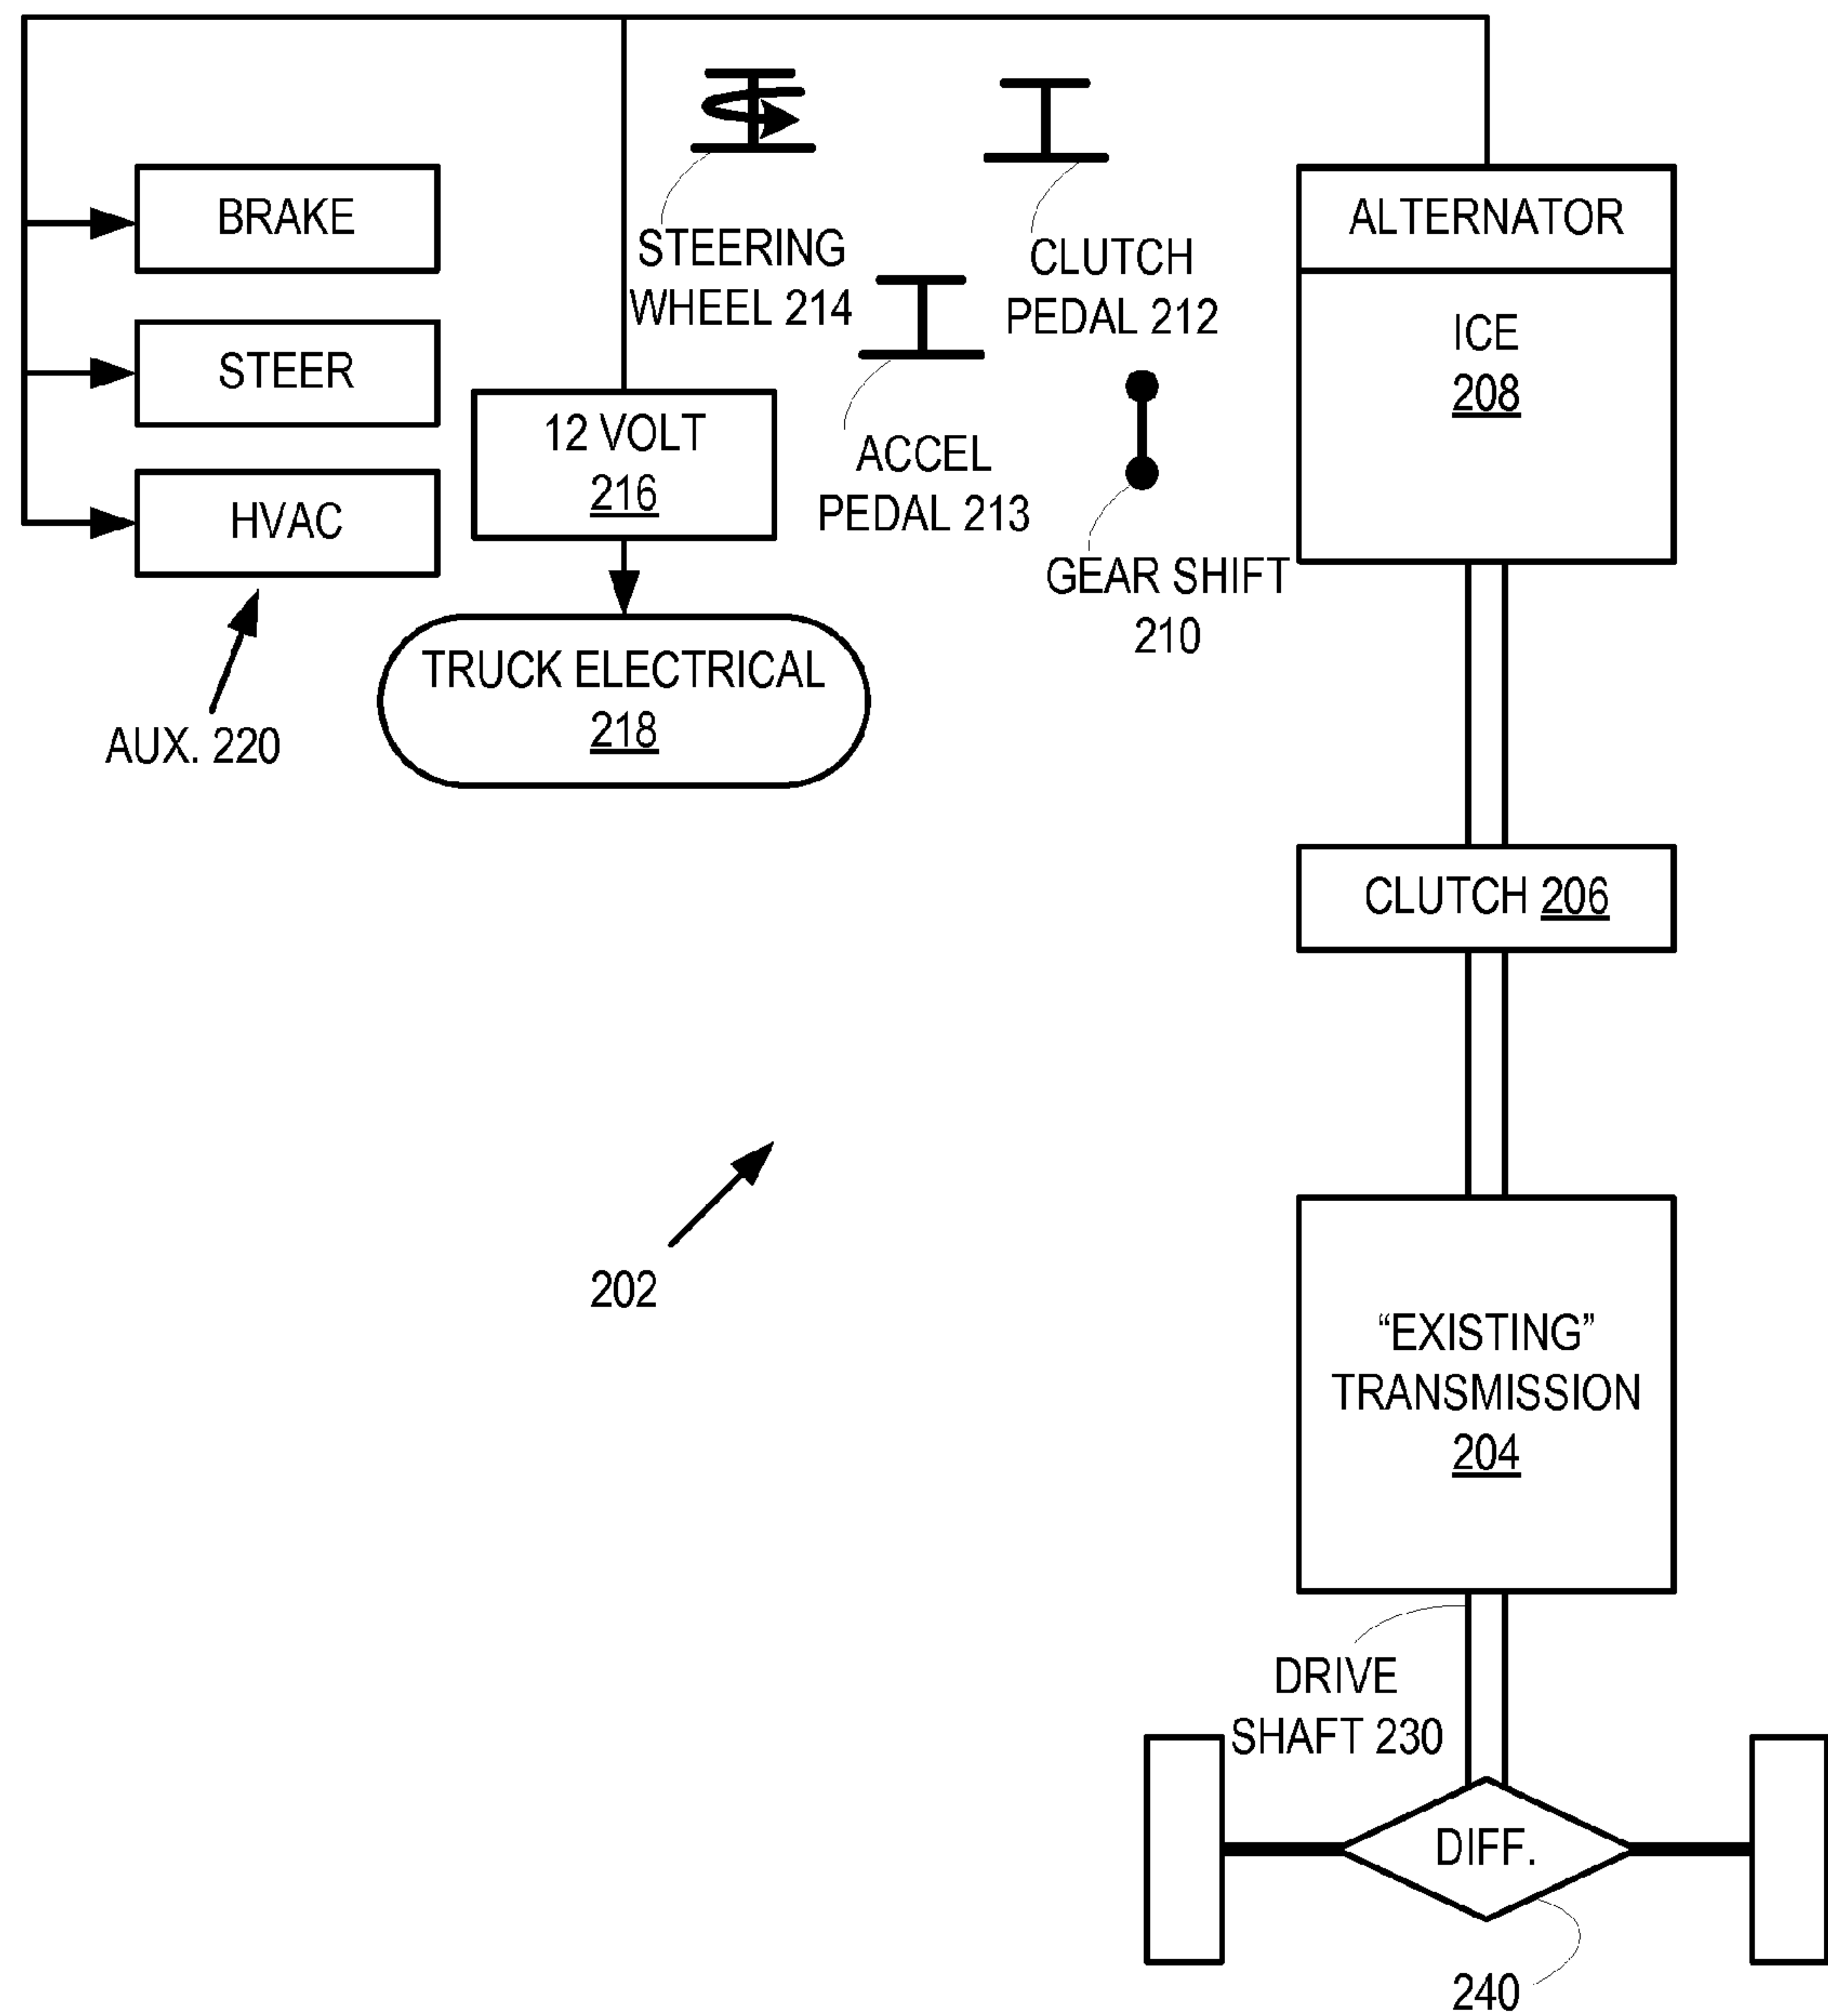 BRAKE
STEER
HVAC
AUX. 220
12 VOLT
216
TRUCK ELECTRICAL
218
STEERING
WHEEL 214
CLUTCH
PEDAL 212
ACCEL
PEDAL 213
GEAR SHIFT
210
ALTERNATOR
ICE
208
CLUTCH 206
202
“EXISTING”
TRANSMISSION
204
DRIVE
SHAFT 230
DIFF.
240